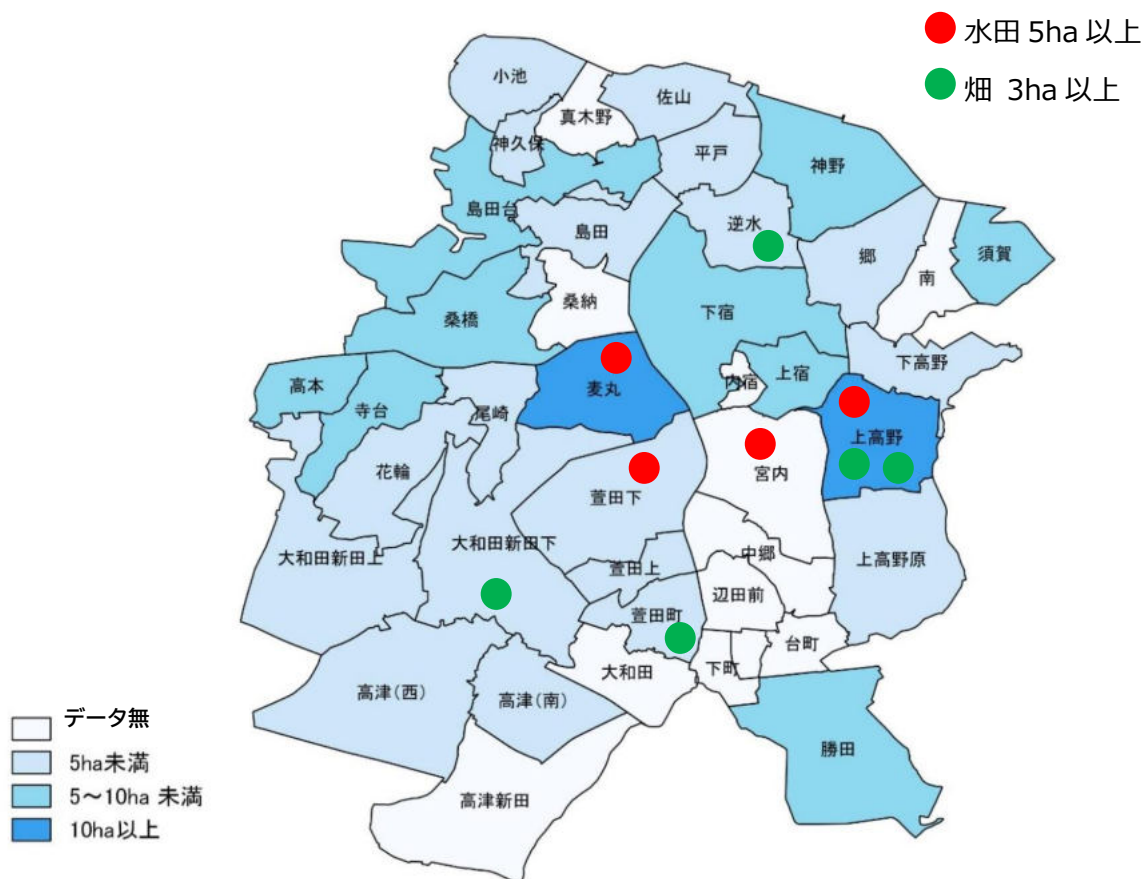 水田 5ha 以上
畑 3ha 以上
小池
佐山
真木野
神久保
平戸
神野
島田台
逆水
島田
郷
須賀
南
桑納
桑橋
下宿
下高野
上宿
内宿
高本
麦丸
寺台
尾崎
上高野
花輪
宮内
萱田下
大和田新田下
中郷
大和田新田上
上高野原
萱田上
辺田前
萱田町
台町
大和田
下町
高津(西)
高津(南)
勝田
高津新田
データ無
5ha未満
5～10ha 未満
10ha以上